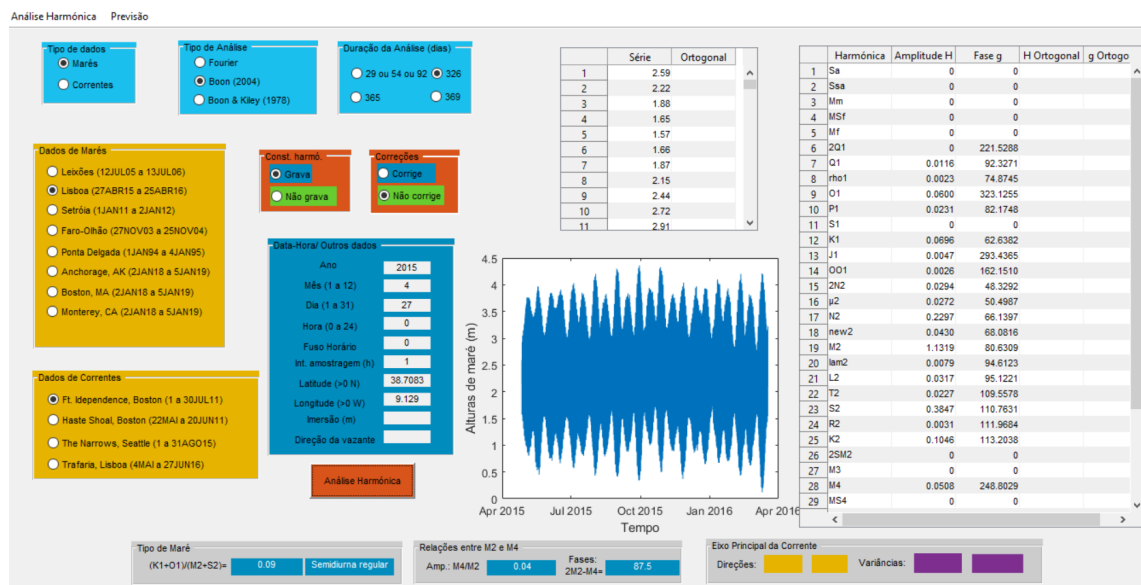 Análise Harmónica Previsão
Tipo de dados
Marés
Correntes
Tipo de Análise
Fourier
Boon (2004)
Boon & Kiley (1978)
Duração da Análise (dias)
29 ou 54 ou 92 326
365 369
Dados de Marés
Leixões (12JUL05 a 13JUL06)
Lisboa (27ABR15 a 25ABR16)
Setróia (1JAN11 a 2JAN12)
Faro-Olhão (27NOV03 a 25NOV04)
Ponta Delgada (1JAN94 a 4JAN95)
Anchorage, AK (2JAN18 a 5JAN19)
Boston, MA (2JAN18 a 5JAN19)
Monterey, CA (2JAN18 a 5JAN19)
Const. harmó.
Grava
Não grava
Correções
Corrige
Não corrige
Data-Hora/ Outros dados
Ano 2015
Mês (1 a 12) 4
Dia (1 a 31) 27
Hora (0 a 24) 0
Fuso Horário 0
Int. amostragem (h) 1
Latitude (>0 N) 38.7083
Longitude (>0 W) 9.129
Imersão (m)
Direção da vazante
Dados de Correntes
Ft. Idependence, Boston (1 a 30JUL11)
Haste Shoal, Boston (22MAI a 20JUN11)
The Narrows, Seattle (1 a 31AGO15)
Trafaria, Lisboa (4MAI a 27JUN16)
Análise Harmónica
Série Ortogonal
1 2.59
2 2.22
3 1.88
4 1.65
5 1.57
6 1.66
7 1.87
8 2.15
9 2.44
10 2.72
11 2.91
4.5
4
3.5
3
2.5
2
1.5
1
0.5
0
Alturas de maré (m)
Apr 2015 Jul 2015 Oct 2015 Jan 2016 Apr 2016
Tempo
Harmónica Amplitude H Fase g H Ortogonal g Ortogo
1 Sa 0 0
2 Ssa 0 0
3 Mm 0 0
4 MSf 0 0
5 Mf 0 0
6 2Q1 0 221.5288
7 Q1 0.0116 92.3271
8 rho1 0.0023 74.8745
9 O1 0.0600 323.1255
10 P1 0.0231 82.1748
11 S1 0 0
12 K1 0.0696 62.6382
13 J1 0.0047 293.4365
14 OO1 0.0026 162.1510
15 2N2 0.0294 48.3292
16 μ2 0.0272 50.4987
17 N2 0.2297 66.1397
18 new2 0.0430 68.0816
19 M2 1.1319 80.6309
20 lam2 0.0079 94.6123
21 L2 0.0317 95.1221
22 T2 0.0227 109.5578
23 S2 0.3847 110.7631
24 R2 0.0031 111.9684
25 K2 0.1046 113.2038
26 2SM2 0 0
27 M3 0 0
28 M4 0.0508 248.8029
29 MS4 0 0
Tipo de Maré
(K1+O1)/(M2+S2)= 0.09 Semidiurna regular
Relações entre M2 e M4
Amp.: M4/M2 0.04 Fases: 2M2-M4= 87.5
Eixo Principal da Corrente
Direções: Variâncias: